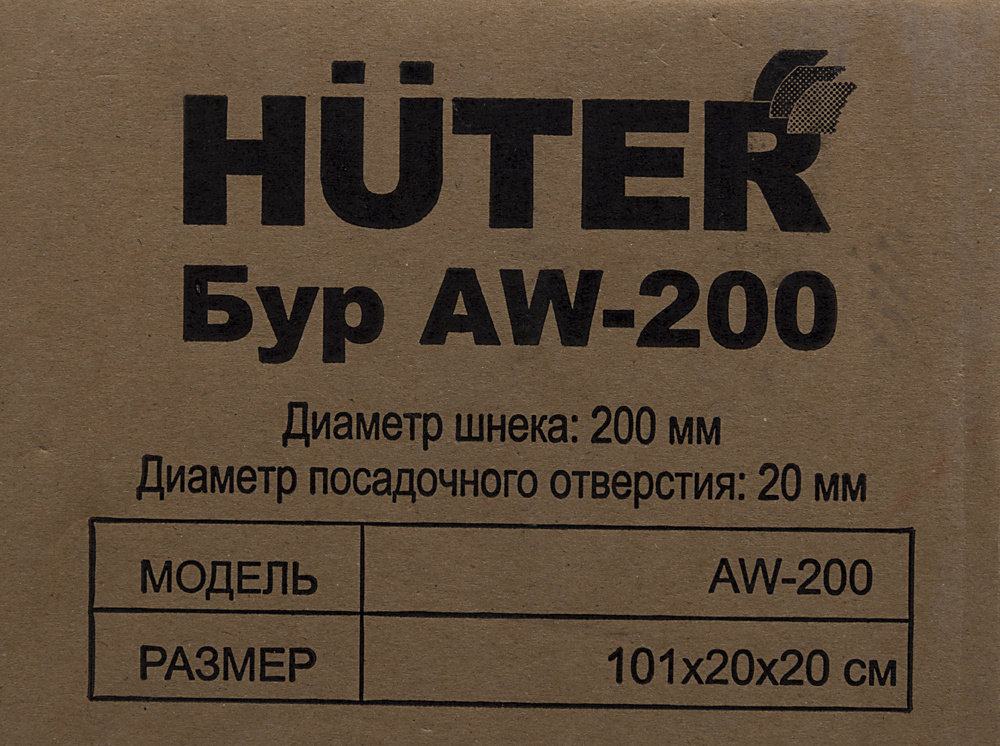 HÜTER
Бур AW-200
Диаметр шнека: 200 мм
Диаметр посадочного отверстия: 20 мм
МОДЕЛЬ AW-200
РАЗМЕР 101x20x20 см